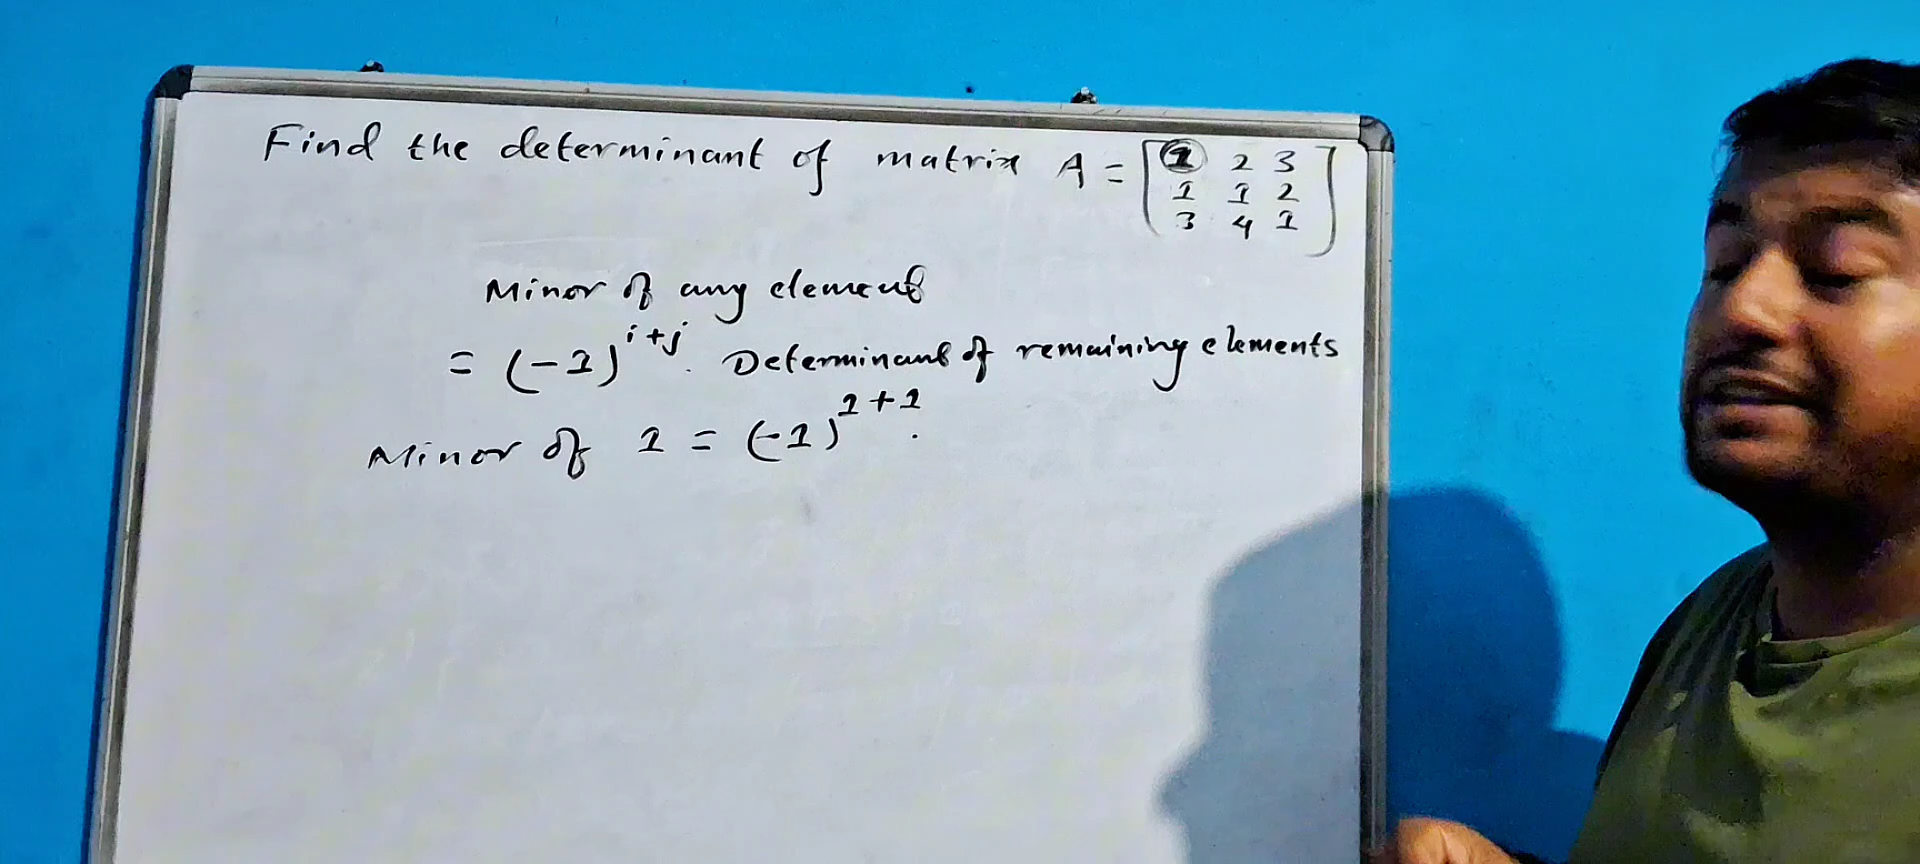 Find the determinant of matrix A = [1 2 3
1 1 2
3 4 1]
Minor of any element
= (-1)^{i+j} . Determinant of remaining elements
Minor of 1 = (-1)^{1+1} .